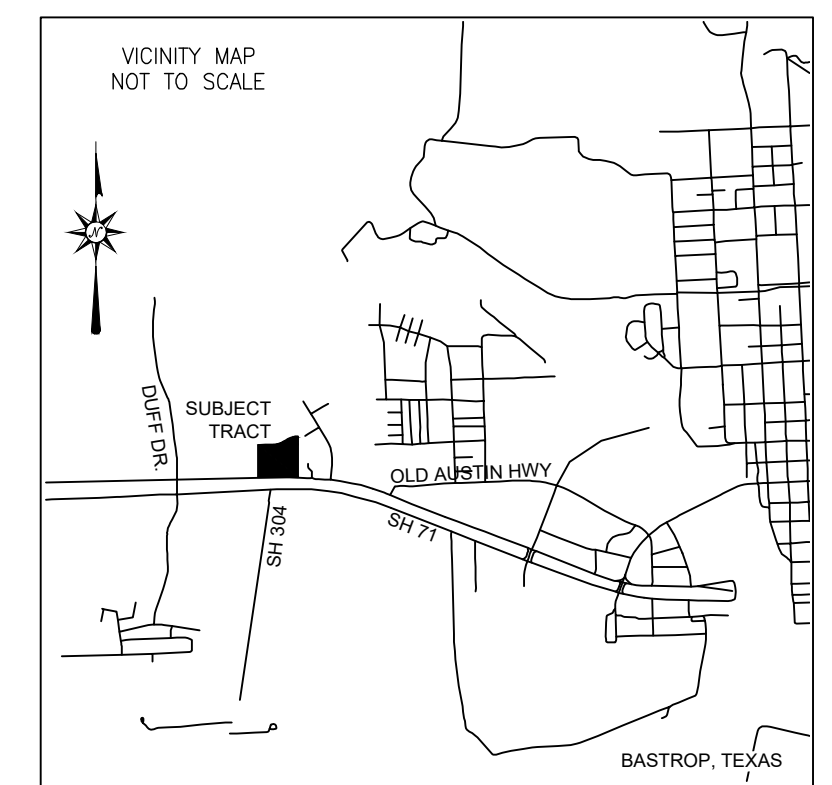 VICINITY MAP
NOT TO SCALE
N
DUFF DR.
SUBJECT
TRACT
OLD AUSTIN HWY
SH 71
SH 304
BASTROP, TEXAS